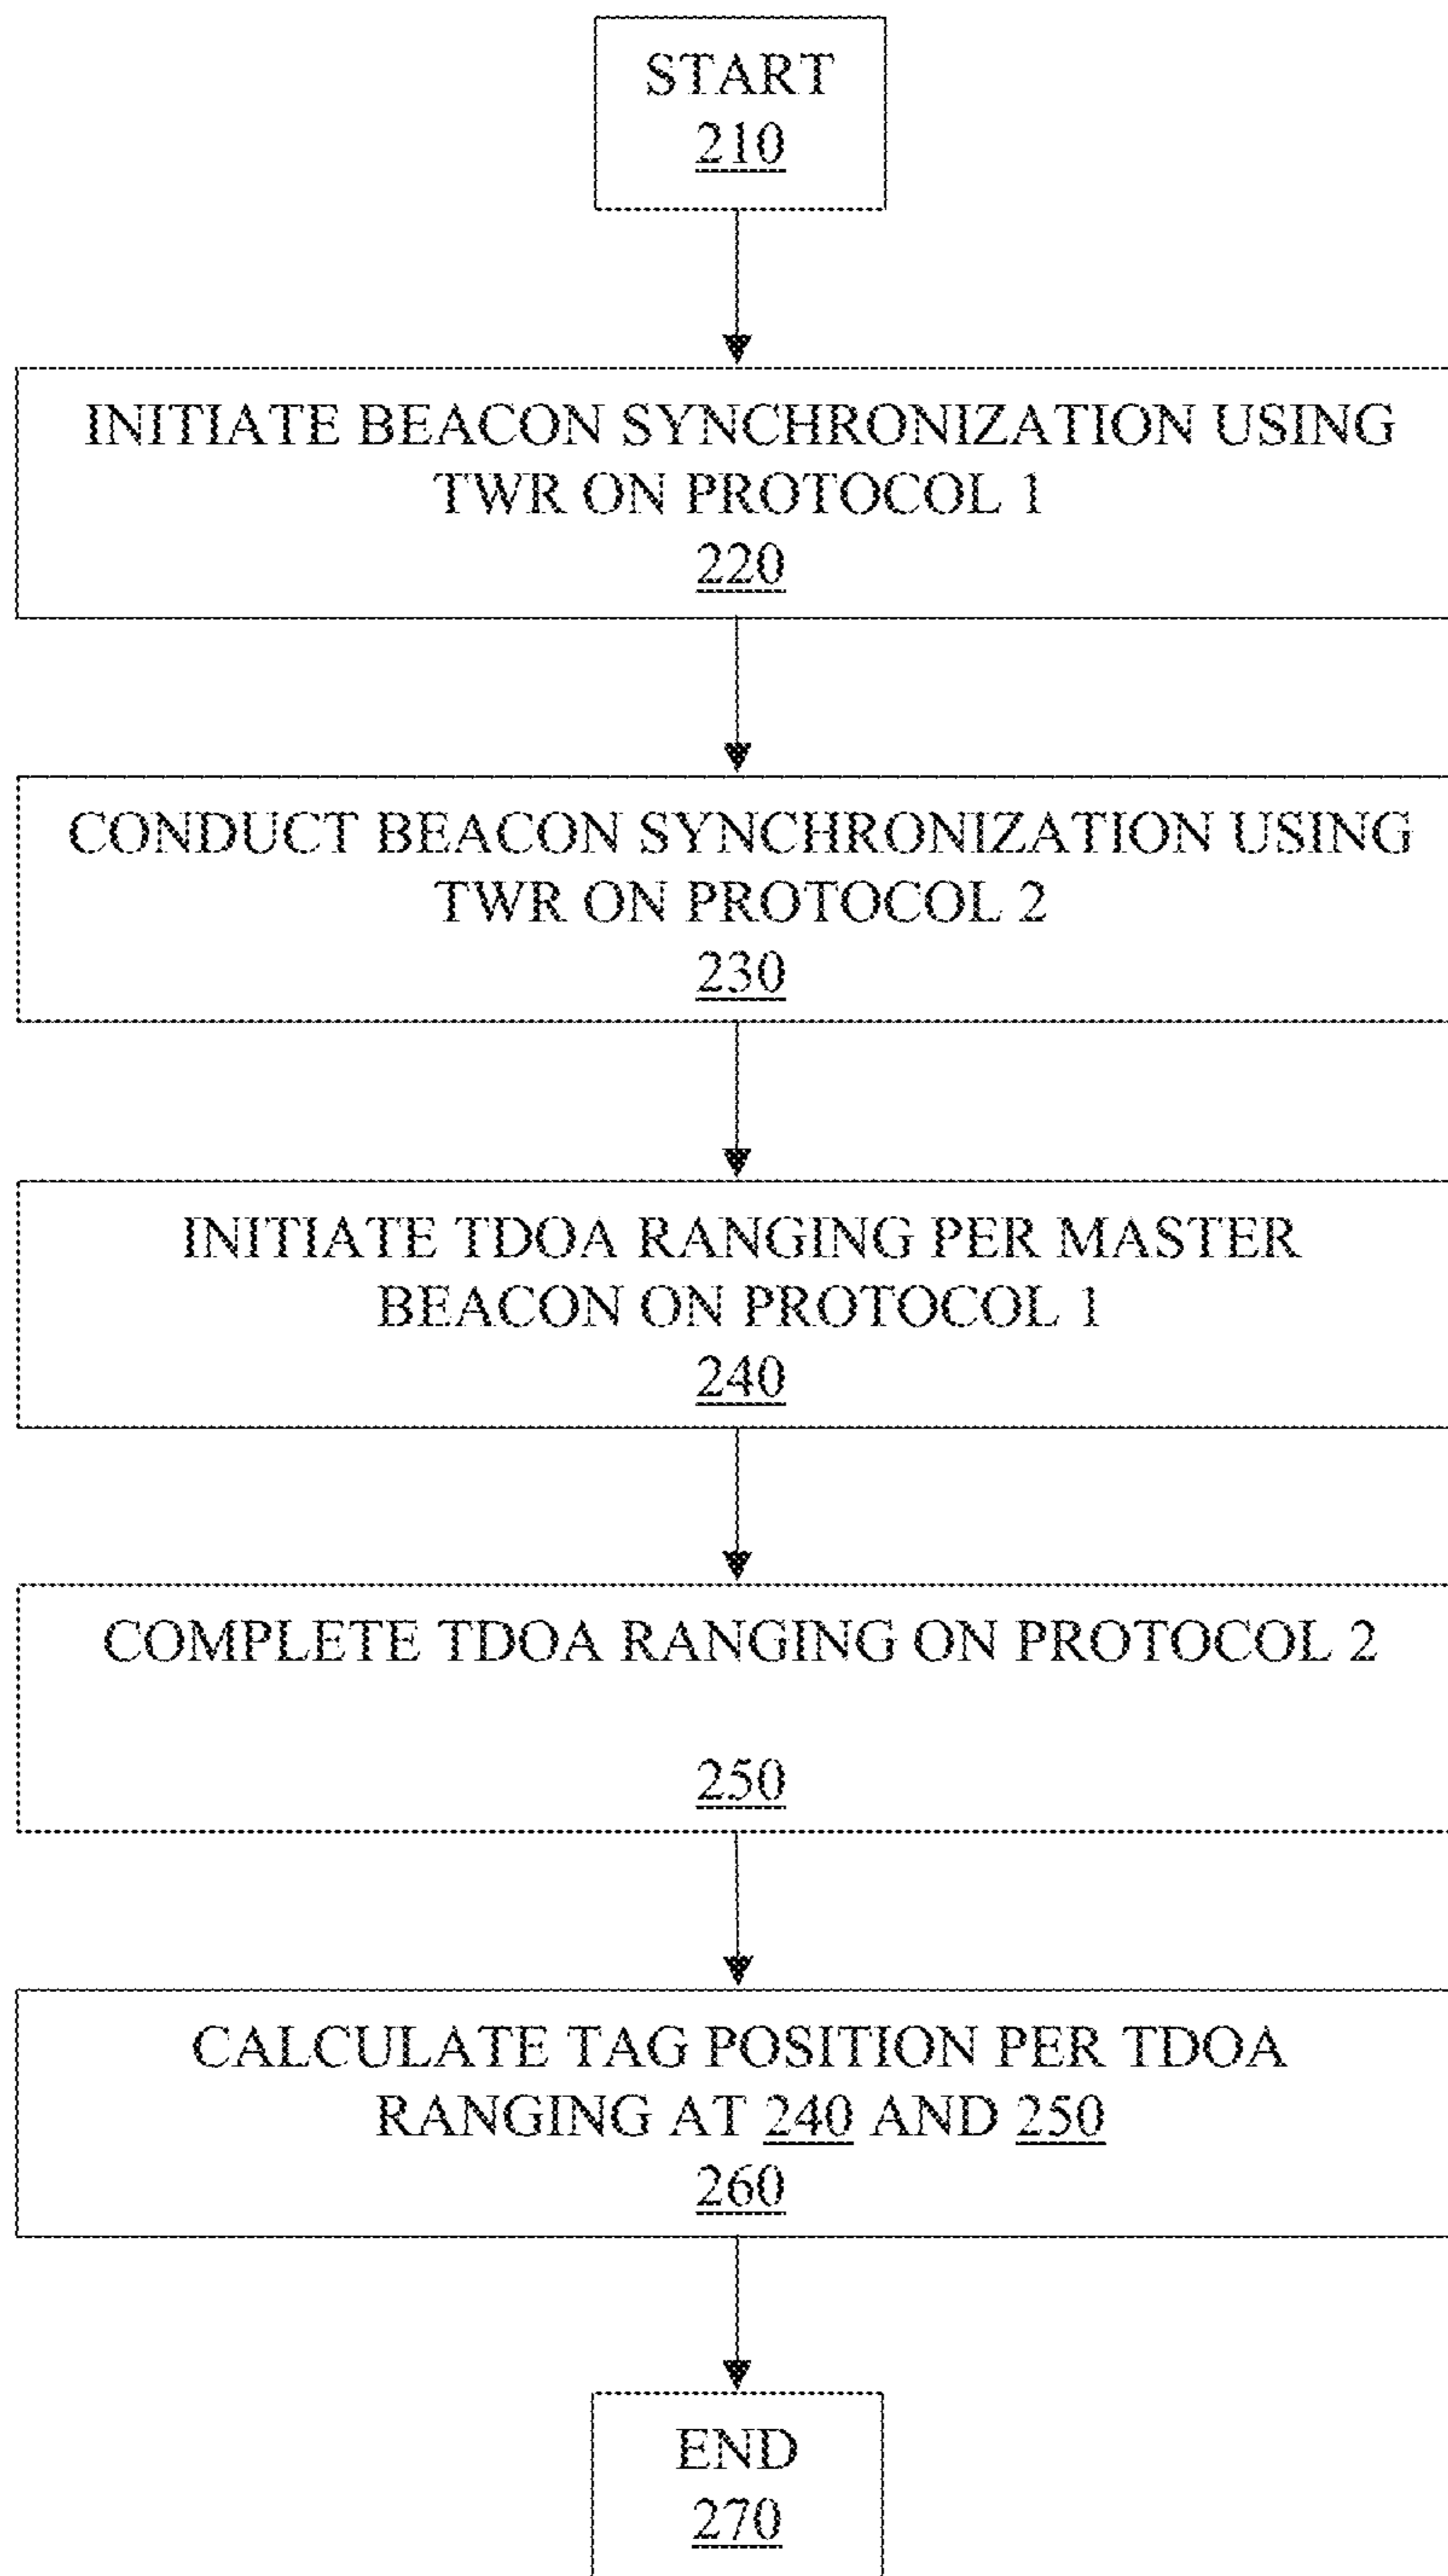 START
210
INITIATE BEACON SYNCHRONIZATION USING
TWR ON PROTOCOL 1
220
CONDUCT BEACON SYNCHRONIZATION USING
TWR ON PROTOCOL 2
230
INITIATE TDOA RANGING PER MASTER
BEACON ON PROTOCOL 1
240
COMPLETE TDOA RANGING ON PROTOCOL 2
250
CALCULATE TAG POSITION PER TDOA
RANGING AT 240 AND 250
260
END
270